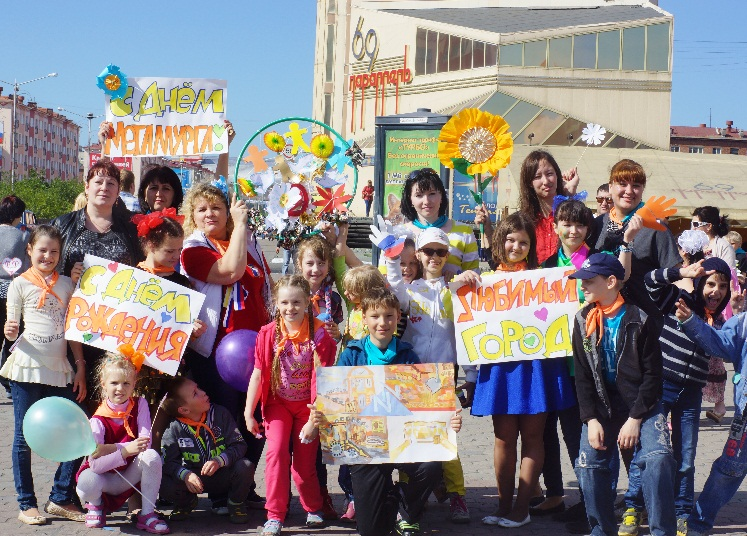 69
параллель
С Днём
Металлурга!
С Днём
Рождения
Любимый
город